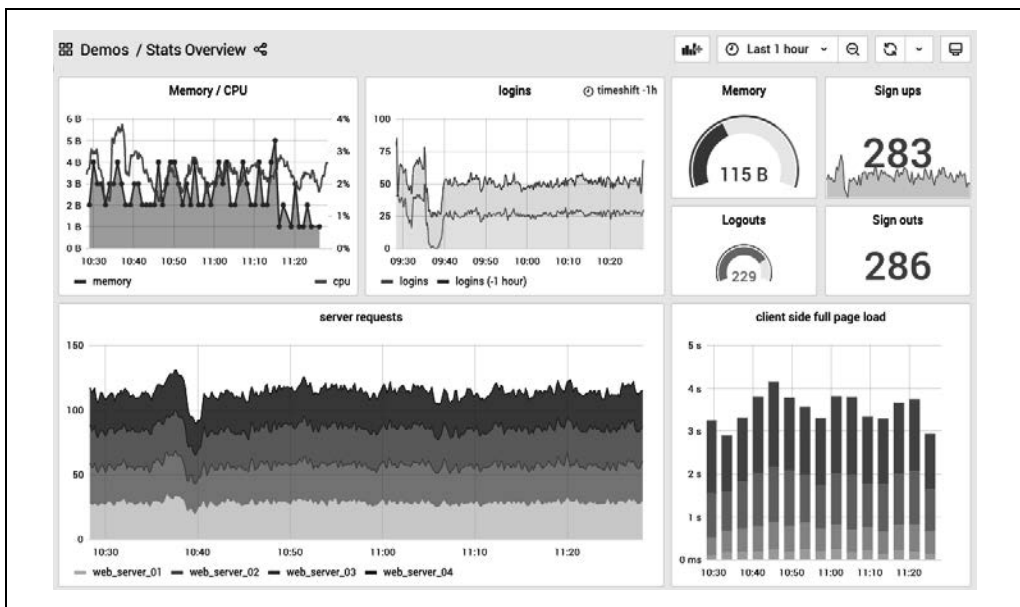 Demos / Stats Overview
Last 1 hour
Memory / CPU
6 B
5 B
4 B
3 B
2 B
1 B
0 B
4%
3%
2%
1%
0%
10:30 10:40 10:50 11:00 11:10 11:20
memory cpu
logins timeshift -1h
100
75
50
25
0
09:30 09:40 09:50 10:00 10:10 10:20
logins logins (-1 hour)
Memory
115 B
Sign ups
283
Logouts
229
Sign outs
286
server requests
150
100
50
0
10:30 10:40 10:50 11:00 11:10 11:20
web_server_01 web_server_02 web_server_03 web_server_04
client side full page load
5 s
4 s
3 s
2 s
1 s
0 ms
10:30 10:40 10:50 11:00 11:10 11:20